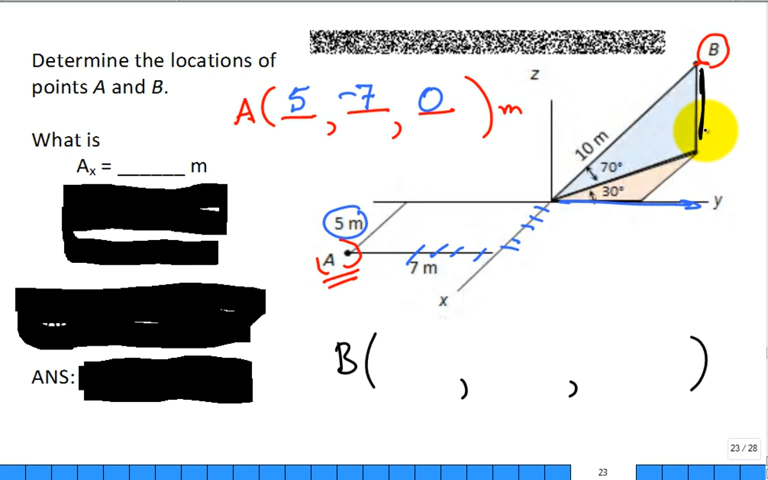 Determine the locations of
points A and B.
A( 5 , -7 , 0 ) m
What is
Aₓ = ______ m
B
z
10 m
70°
30°
y
5 m
A
7 m
x
B( , , )
ANS:
23 / 28
23